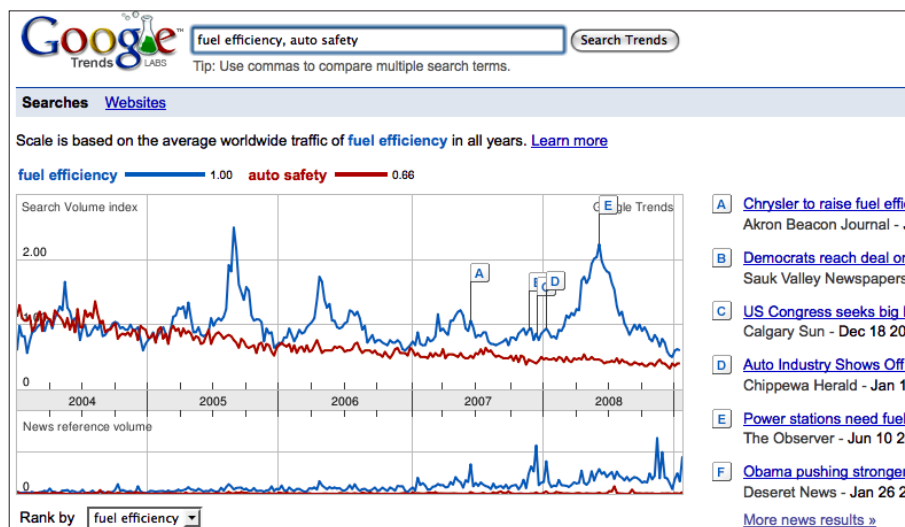 Google
Trends LABS
fuel efficiency, auto safety
Search Trends
Tip: Use commas to compare multiple search terms.
Searches Websites
Scale is based on the average worldwide traffic of fuel efficiency in all years. Learn more
fuel efficiency 1.00 auto safety 0.66
Search Volume index
Google Trends
2.00
0
A
D
E
2004 2005 2006 2007 2008
News reference volume
0
Rank by fuel efficiency
A Chrysler to raise fuel effi
Akron Beacon Journal -
B Democrats reach deal on
Sauk Valley Newspapers
C US Congress seeks big
Calgary Sun - Dec 18 20
D Auto Industry Shows Off
Chippewa Herald - Jan 1
E Power stations need fuel
The Observer - Jun 10 2
F Obama pushing stronger
Deseret News - Jan 26 2
More news results »